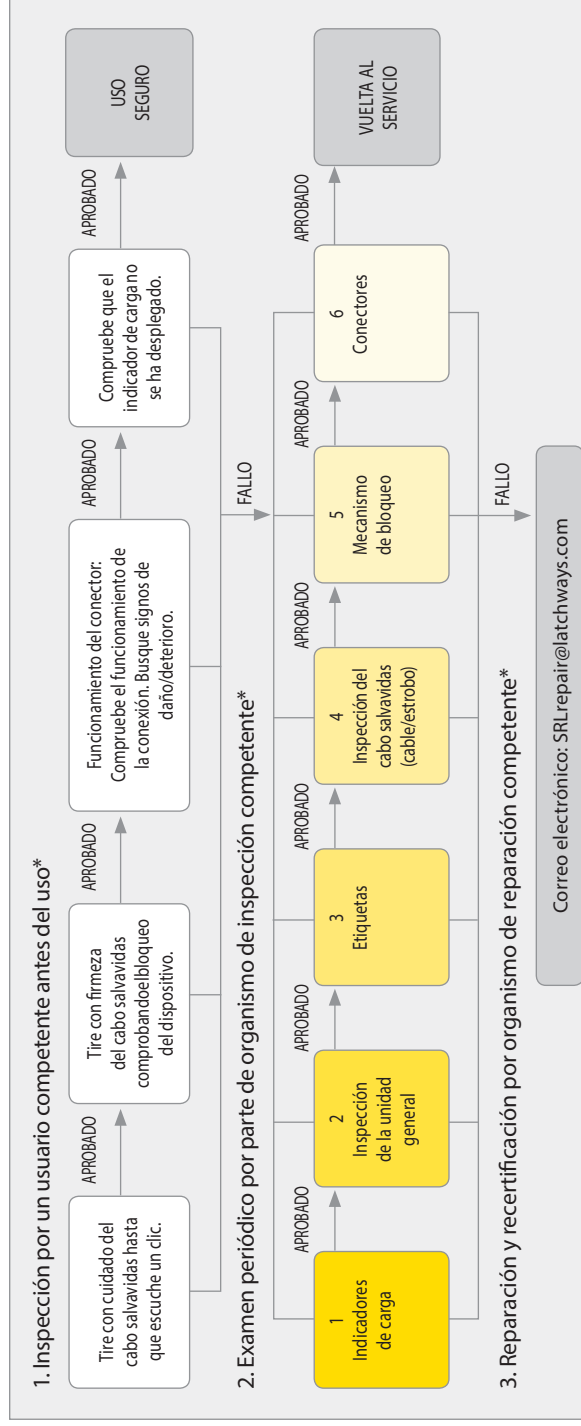 1. Inspección por un usuario competente antes del uso*
Tire con cuidado del
cabo salvavidas hasta
que escuche un clic.
APROBADO
Tire con firmeza
del cabo salvavidas
comprobandoelbloqueo
del dispositivo.
APROBADO
Funcionamiento del conector:
Compruebe el funcionamiento de
la conexión. Busque signos de
daño/deterioro.
APROBADO
Compruebe que el
indicador de carga no
se ha desplegado.
APROBADO
USO
SEGURO
FALLO
2. Examen periódico por parte de organismo de inspección competente*
1
Indicadores
de carga
APROBADO
2
Inspección
de la unidad
general
APROBADO
3
Etiquetas
APROBADO
4
Inspección del
cabo salvavidas
(cable/estrobo)
APROBADO
5
Mecanismo
de bloqueo
APROBADO
6
Conectores
APROBADO
VUELTA AL
SERVICIO
FALLO
3. Reparación y recertificación por organismo de reparación competente*
Correo electrónico: SRLrepair@latchways.com